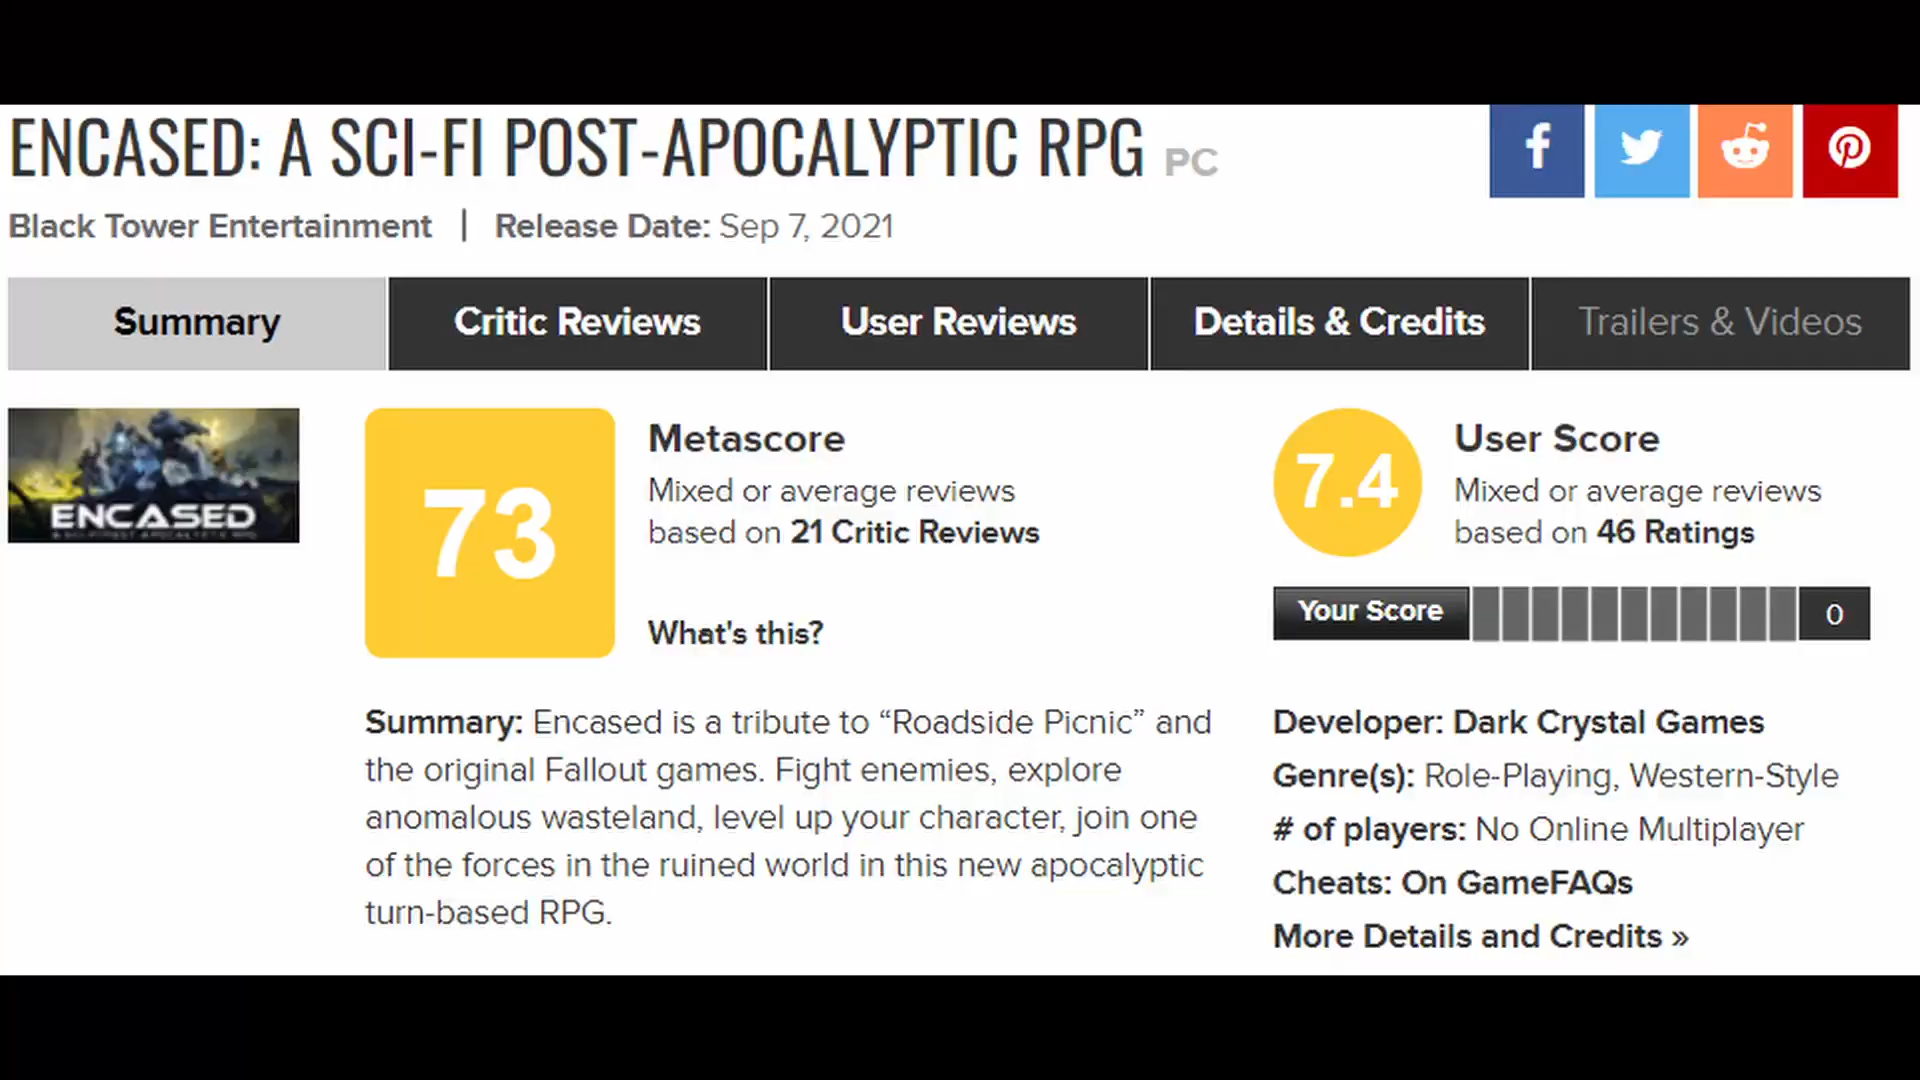 ENCASED: A SCI-FI POST-APOCALYPTIC RPG PC
Black Tower Entertainment | Release Date: Sep 7, 2021
Summary
Critic Reviews
User Reviews
Details & Credits
Trailers & Videos
ENCASED
A SCI-FI POST-APOCALYPTIC RPG
73
Metascore
Mixed or average reviews
based on 21 Critic Reviews
What's this?
7.4
User Score
Mixed or average reviews
based on 46 Ratings
Your Score
0
Summary: Encased is a tribute to “Roadside Picnic” and
the original Fallout games. Fight enemies, explore
anomalous wasteland, level up your character, join one
of the forces in the ruined world in this new apocalyptic
turn-based RPG.
Developer: Dark Crystal Games
Genre(s): Role-Playing, Western-Style
# of players: No Online Multiplayer
Cheats: On GameFAQs
More Details and Credits »